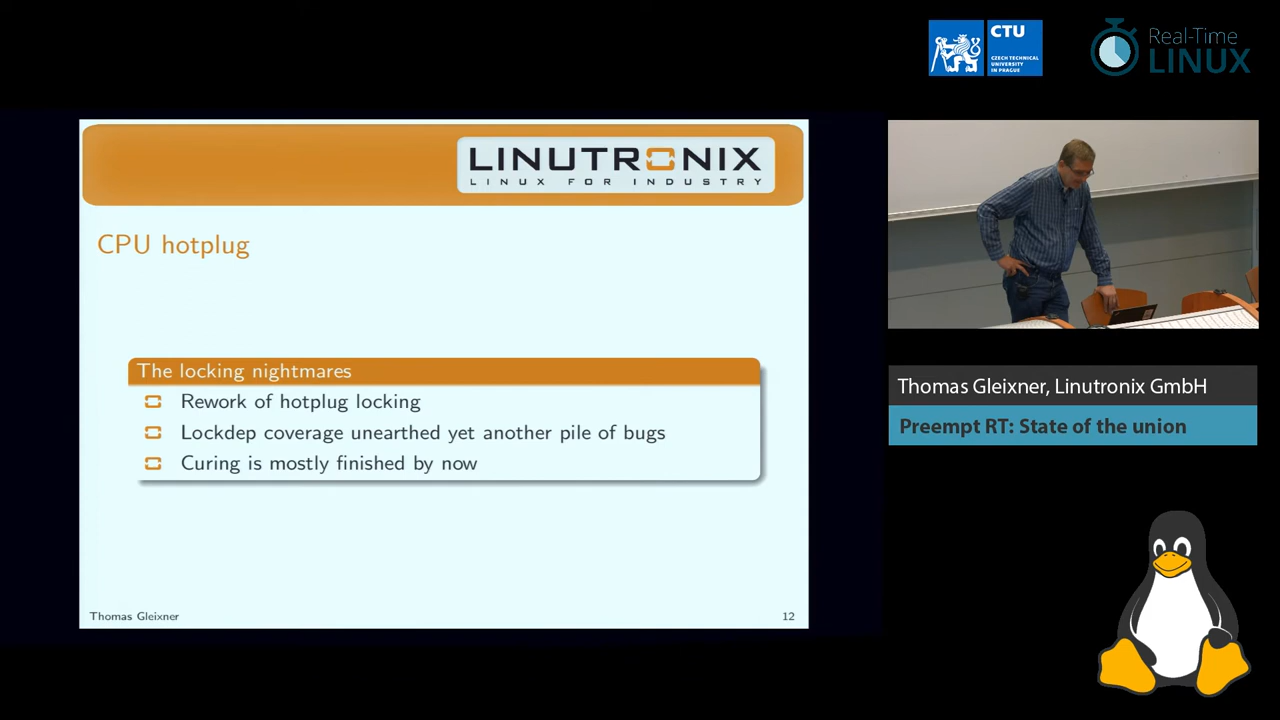 CTU
CZECH TECHNICAL
UNIVERSITY
IN PRAGUE
Real-Time
LINUX
LINUTRONIX
LINUX FOR INDUSTRY
CPU hotplug
The locking nightmares
Rework of hotplug locking
Lockdep coverage unearthed yet another pile of bugs
Curing is mostly finished by now
Thomas Gleixner
12
Thomas Gleixner, Linutronix GmbH
Preempt RT: State of the union